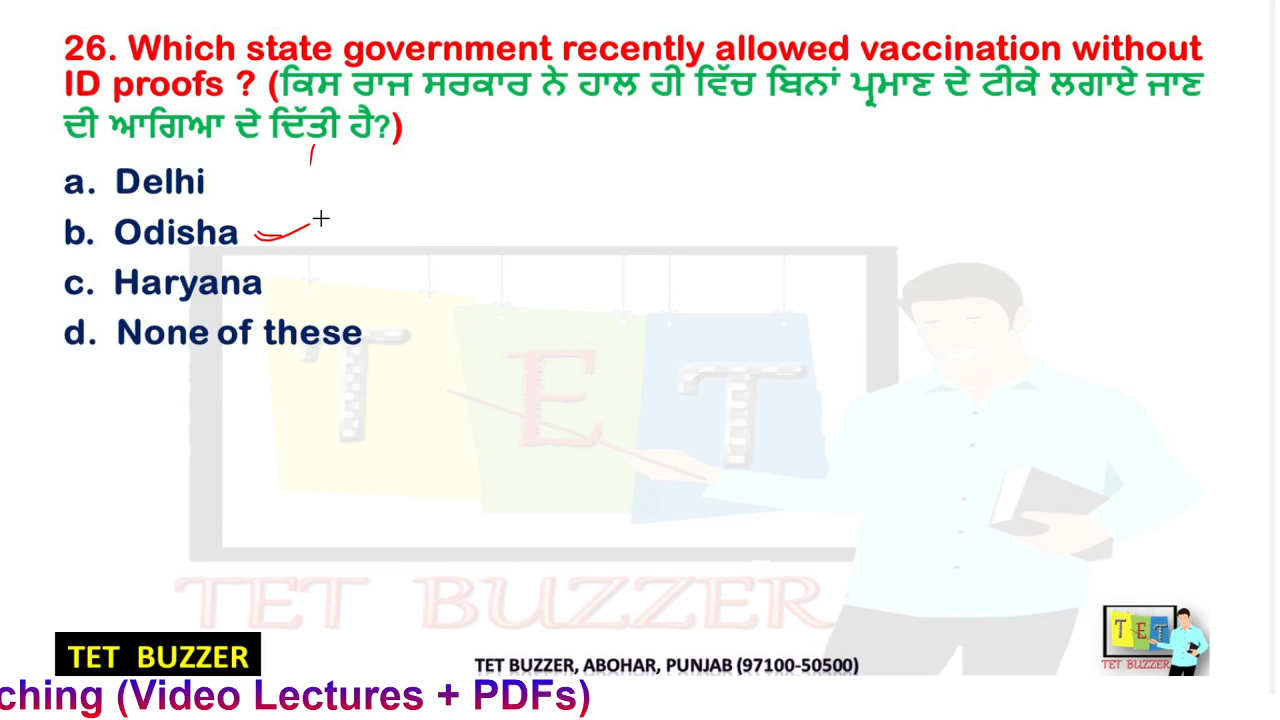 26. Which state government recently allowed vaccination without
ID proofs ? (ਕਿਸ ਰਾਜ ਸਰਕਾਰ ਨੇ ਹਾਲ ਹੀ ਵਿੱਚ ਬਿਨਾਂ ਪ੍ਰਮਾਣ ਦੇ ਟੀਕੇ ਲਗਾਏ ਜਾਣ
ਦੀ ਆਗਿਆ ਦੇ ਦਿੱਤੀ ਹੈ?)
a. Delhi
b. Odisha
c. Haryana
d. None of these
T E T
TET BUZZER
T E T
TET BUZZER
TET BUZZER
TET BUZZER, ABOHAR, PUNJAB (97100-50500)
ching (Video Lectures + PDFs)